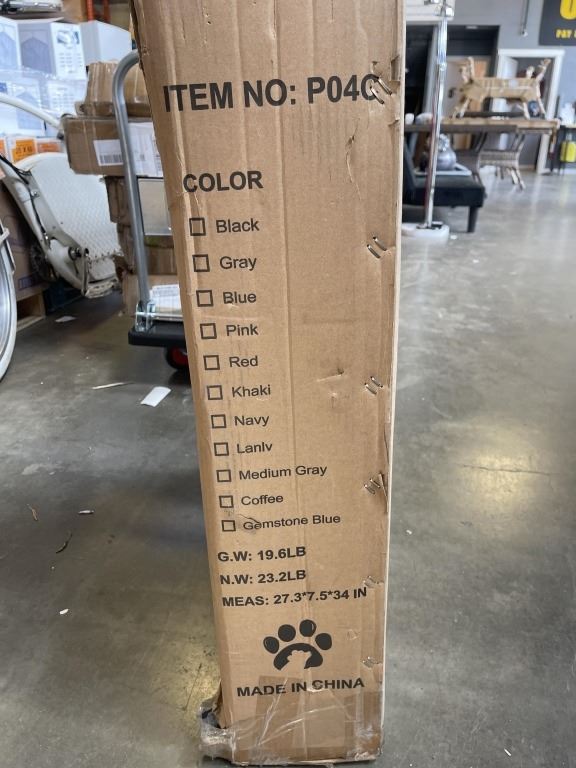 ITEM NO: P04C
COLOR
Black
Gray
Blue
Pink
Red
Khaki
Navy
Lanlv
Medium Gray
Coffee
Gemstone Blue
G.W: 19.6LB
N.W: 23.2LB
MEAS: 27.3*7.5*34 IN
MADE IN CHINA